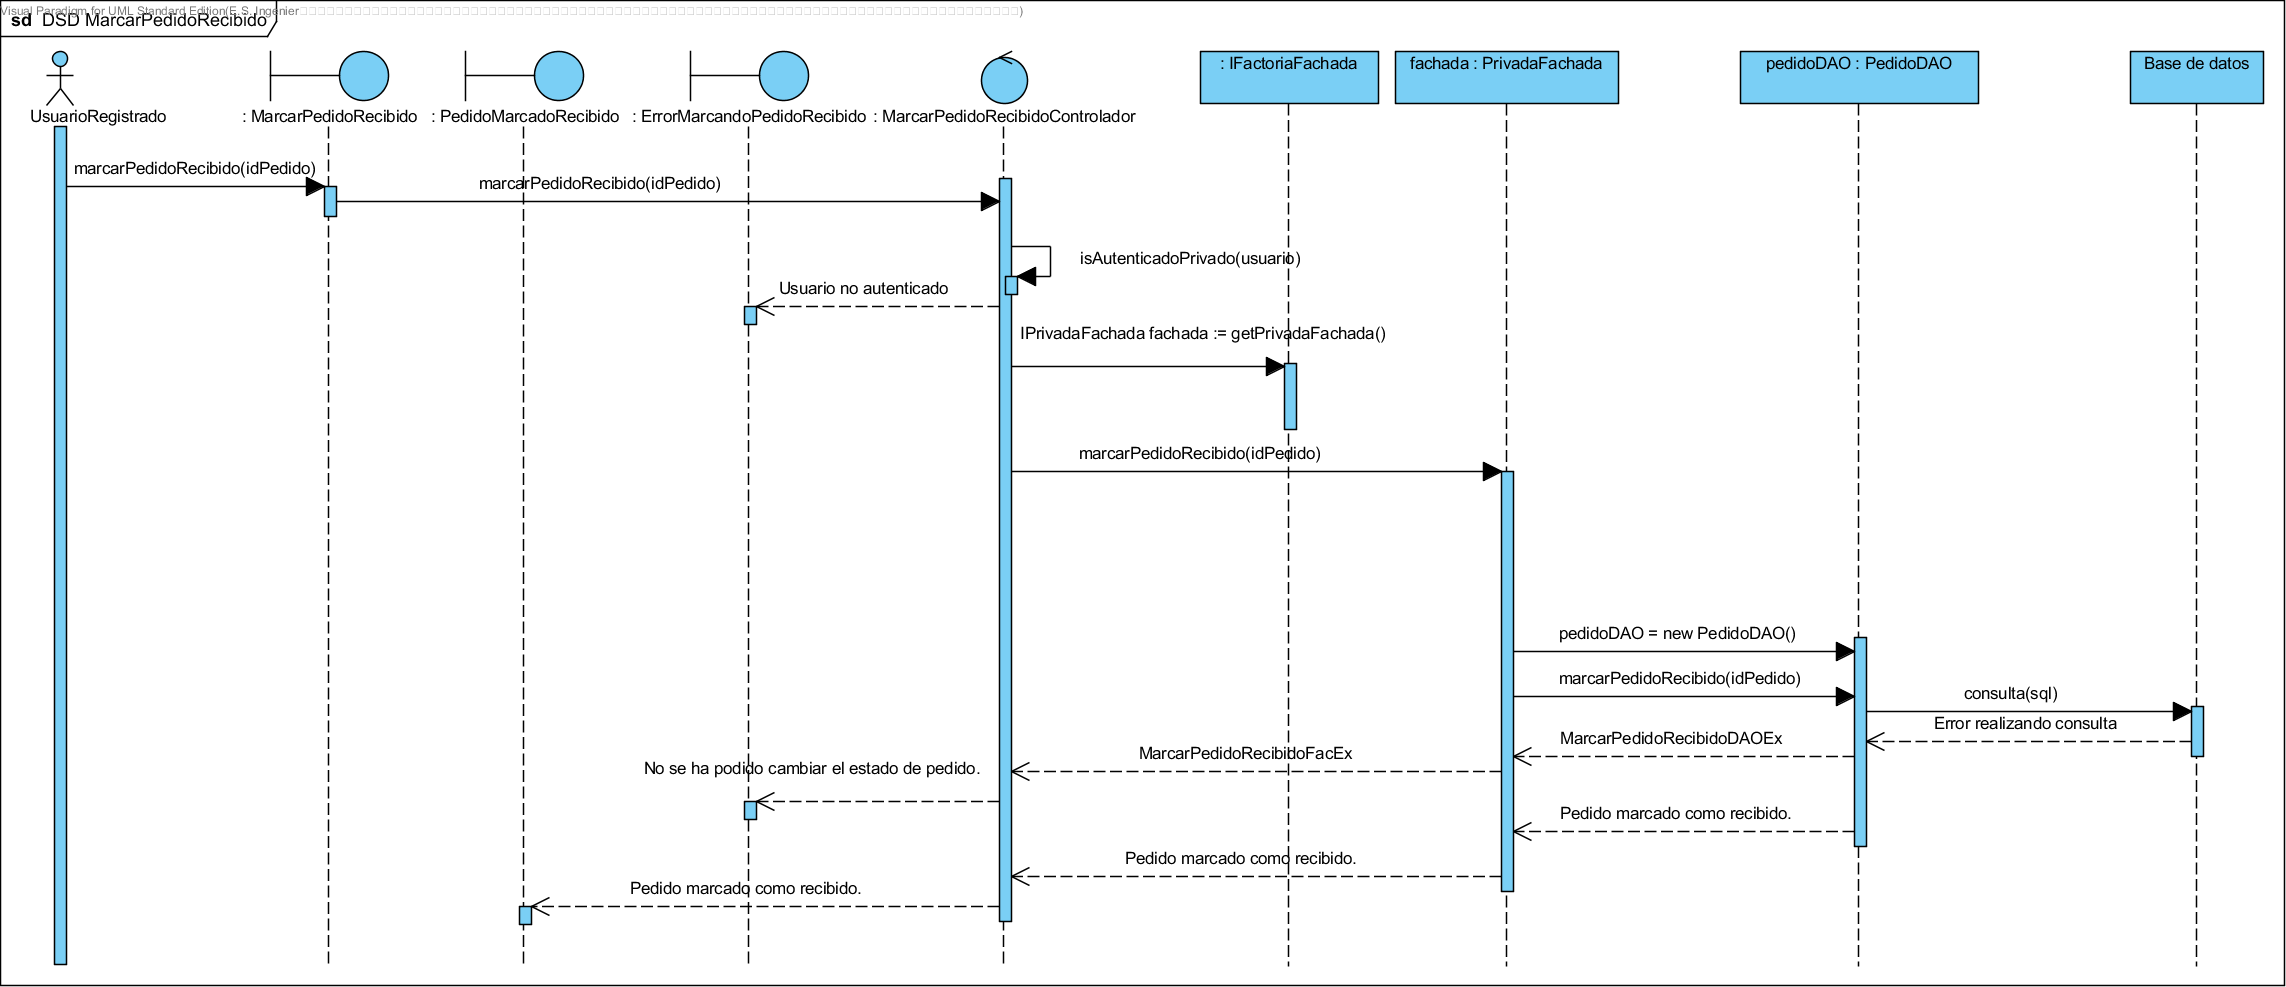 Visual Paradigm for UML Standard Edition(E.S. Ingenier
sd DSD MarcarPedidoRecibido
UsuarioRegistrado
: MarcarPedidoRecibido
: PedidoMarcadoRecibido
: ErrorMarcandoPedidoRecibido
: MarcarPedidoRecibidoControlador
: IFactoriaFachada
fachada : PrivadaFachada
pedidoDAO : PedidoDAO
Base de datos
marcarPedidoRecibido(idPedido)
marcarPedidoRecibido(idPedido)
isAutenticadoPrivado(usuario)
Usuario no autenticado
IPrivadaFachada fachada := getPrivadaFachada()
marcarPedidoRecibido(idPedido)
pedidoDAO = new PedidoDAO()
marcarPedidoRecibido(idPedido)
consulta(sql)
Error realizando consulta
MarcarPedidoRecibidoDAOEx
MarcarPedidoRecibidoFacEx
No se ha podido cambiar el estado de pedido.
Pedido marcado como recibido.
Pedido marcado como recibido.
Pedido marcado como recibido.